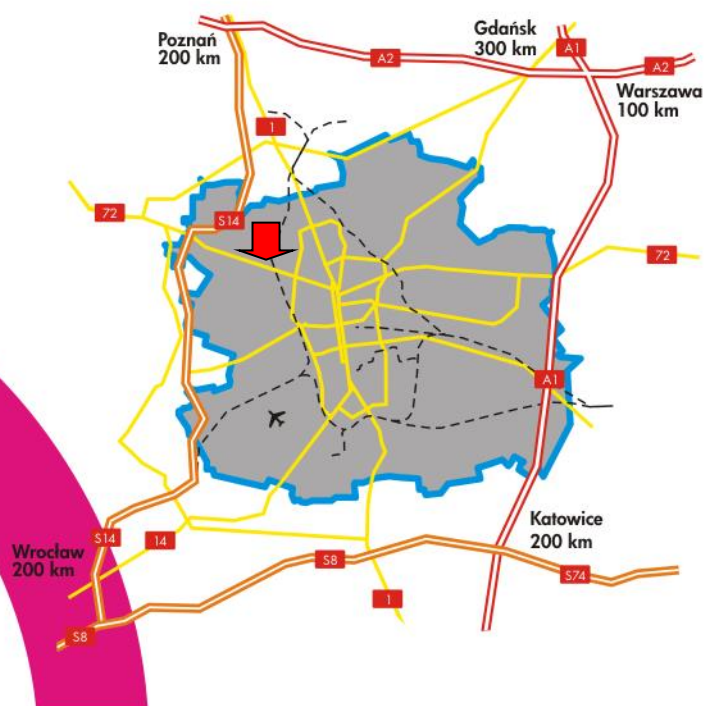 Poznań
200 km
Gdańsk
300 km
A1
A2
A2
Warszawa
100 km
1
72
S14
72
A1
Katowice
200 km
S14
14
Wrocław
200 km
S8
S74
1
S8